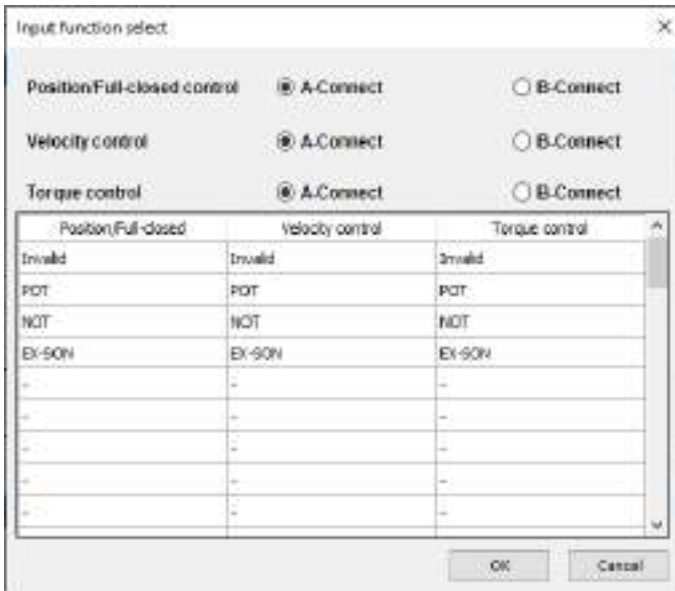 Input function select
Position/Full-closed control A-Connect B-Connect
Velocity control A-Connect B-Connect
Torque control A-Connect B-Connect
Position/Full-closed Velocity control Torque control
Invalid Invalid Invalid
POT POT POT
NOT NOT NOT
EX-SON EX-SON EX-SON
- - -
- - -
- - -
- - -
- - -
OK Cancel